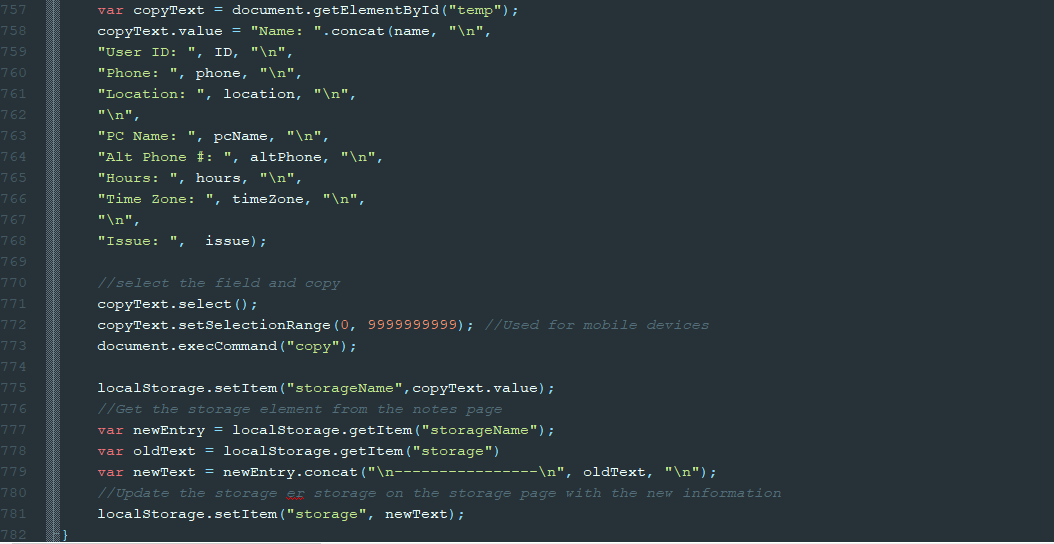 757 var copyText = document.getElementById("temp");
758 copyText.value = "Name: ".concat(name, "\n",
759 "User ID: ", ID, "\n",
760 "Phone: ", phone, "\n",
761 "Location: ", location, "\n",
762 "\n",
763 "PC Name: ", pcName, "\n",
764 "Alt Phone #: ", altPhone, "\n",
765 "Hours: ", hours, "\n",
766 "Time Zone: ", timeZone, "\n",
767 "\n",
768 "Issue: ",  issue);
769
770 //select the field and copy
771 copyText.select();
772 copyText.setSelectionRange(0, 9999999999); //Used for mobile devices
773 document.execCommand("copy");
774
775 localStorage.setItem("storageName",copyText.value);
776 //Get the storage element from the notes page
777 var newEntry = localStorage.getItem("storageName");
778 var oldText = localStorage.getItem("storage")
779 var newText = newEntry.concat("\n----------------\n", oldText, "\n");
780 //Update the storage er storage on the storage page with the new information
781 localStorage.setItem("storage", newText);
782 }